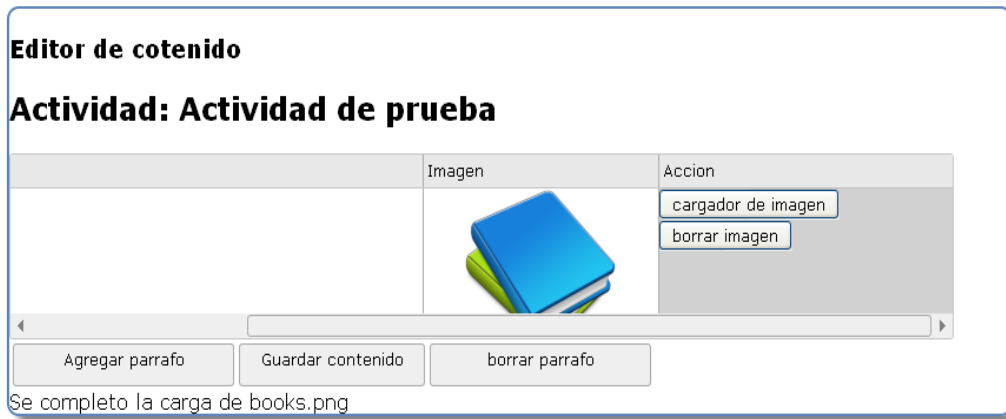 Editor de cotenido
Actividad: Actividad de prueba
Imagen Accion
cargador de imagen
borrar imagen
Agregar parrafo Guardar contenido borrar parrafo
Se completo la carga de books.png